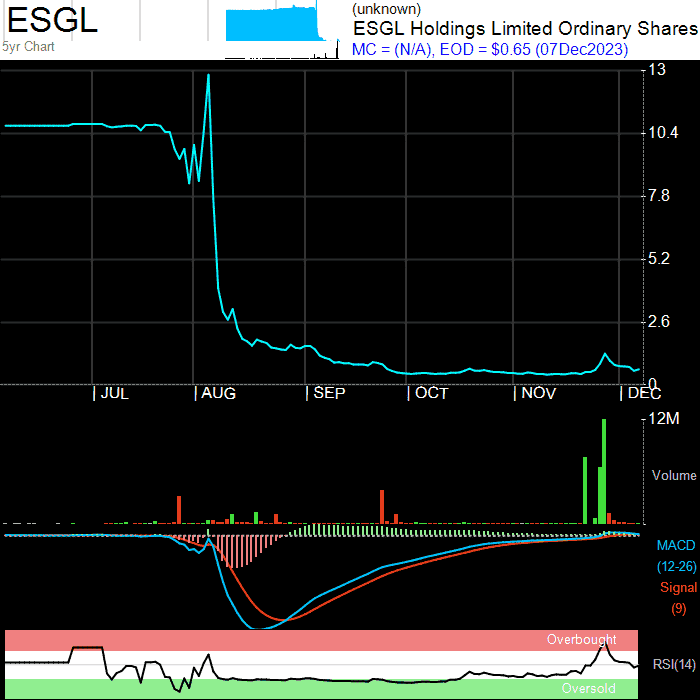 ESGL
5yr Chart
(unknown)
ESGL Holdings Limited Ordinary Shares
MC = (N/A), EOD = $0.65 (07Dec2023)
13
10.4
7.8
5.2
2.6
0
JUL AUG SEP OCT NOV DEC
12M
Volume
MACD
(12-26)
Signal
(9)
Overbought
RSI(14)
Oversold